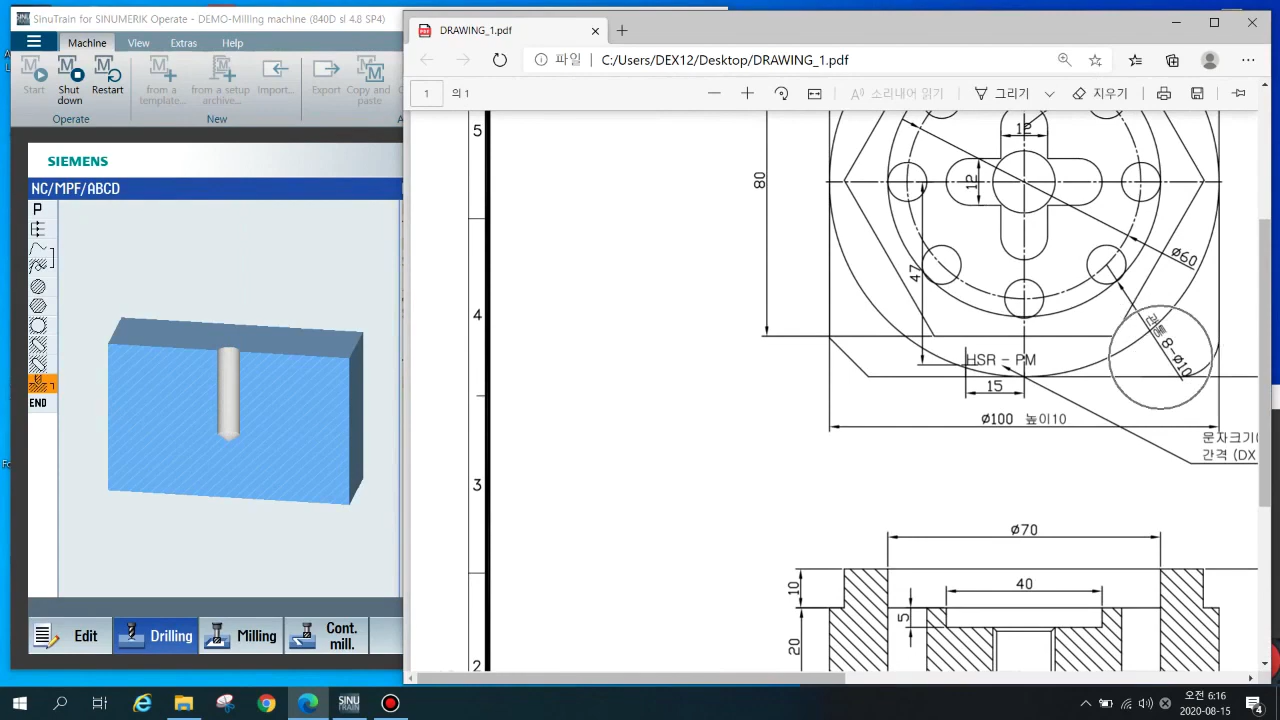 SinuTrain for SINUMERIK Operate - DEMO-Milling machine (840D sl 4.8 SP4)
Machine View Extras Help
Start Shut down Restart
from a template... from a setup archive... Import... Export Copy and paste
Operate New
SIEMENS
NC/MPF/ABCD
P
END
Edit Drilling Milling Cont. mill.
DRAWING_1.pdf
파일 C:/Users/DEX12/Desktop/DRAWING_1.pdf
1 의 1
소리내어 읽기 그리기 지우기
5
12
80
12
47
ø60
4
관통 8-ø10
HSR - PM
15
ø100 높이10
문자크기(
간격 (DX
3
ø70
40
10
5
20
2
SINU TRAIN
오전 6:16
2020-08-15
4